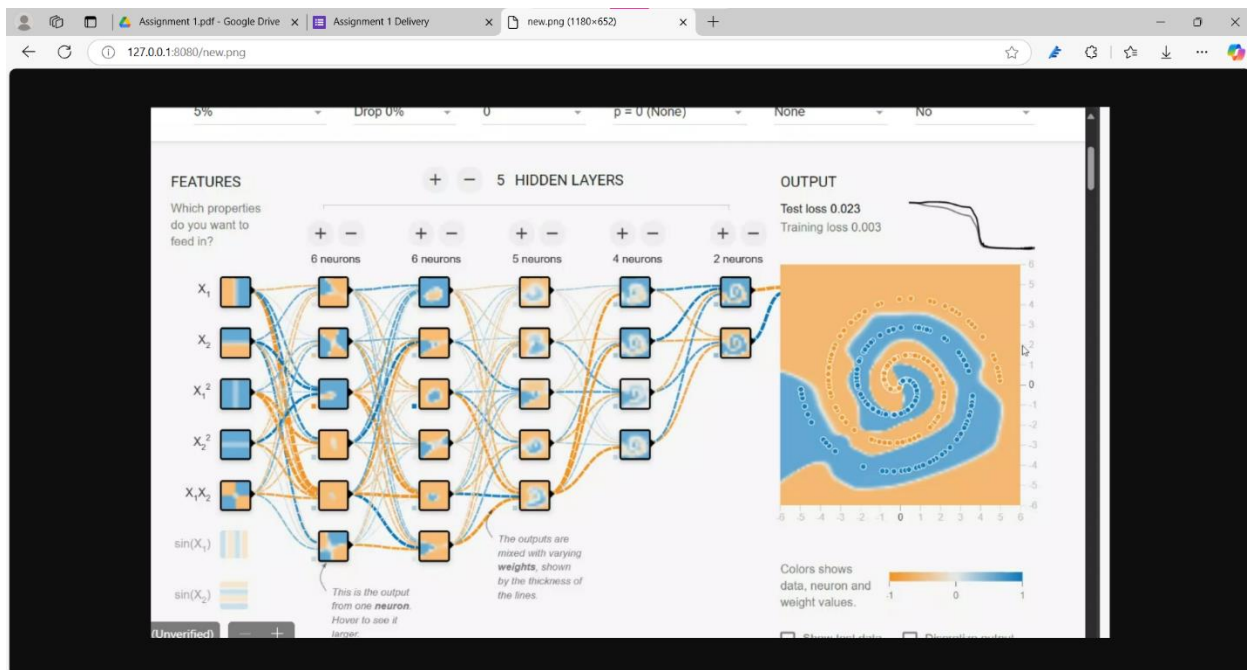 Assignment 1.pdf - Google Drive
Assignment 1 Delivery
new.png (1180×652)
127.0.0.1:8080/new.png
5%
Drop 0%
0
p = 0 (None)
None
No
FEATURES
+ − 5 HIDDEN LAYERS
OUTPUT
Which properties
do you want to
feed in?
Test loss 0.023
Training loss 0.003
+ −
+ −
+ −
+ −
+ −
6 neurons
6 neurons
5 neurons
4 neurons
2 neurons
X₁
X₂
X₁²
X₂²
X₁X₂
sin(X₁)
sin(X₂)
6
5
4
3
2
1
0
-1
-2
-3
-4
-5
-6
-6 -5 -4 -3 -2 -1 0 1 2 3 4 5 6
The outputs are
mixed with varying
weights, shown
by the thickness of
the lines.
This is the output
from one neuron.
Hover to see it
larger.
Colors shows
data, neuron and
weight values.
-1 0 1
(Unverified)
− +
Show test data
Discretize output